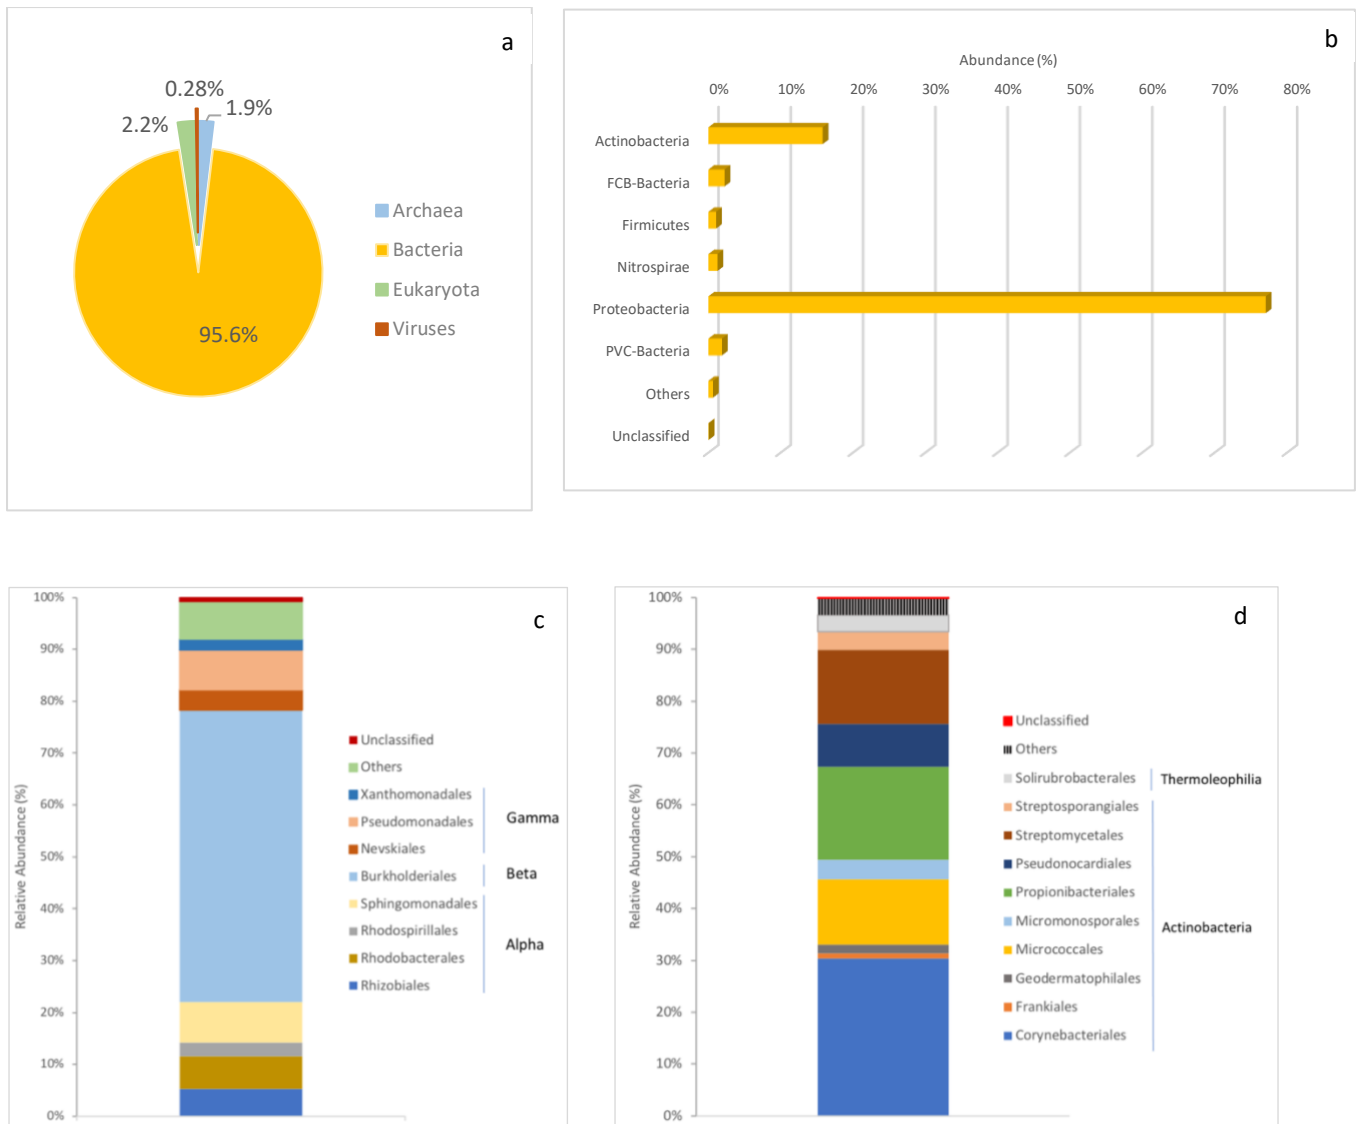 a
0.28%
1.9%
2.2%
Archaea
Bacteria
Eukaryota
Viruses
95.6%
b
Abundance (%)
0% 10% 20% 30% 40% 50% 60% 70% 80%
Actinobacteria
FCB-Bacteria
Firmicutes
Nitrospirae
Proteobacteria
PVC-Bacteria
Others
Unclassified
c
Relative Abundance (%)
100%
90%
80%
70%
60%
50%
40%
30%
20%
10%
0%
Unclassified
Others
Xanthomonadales
Pseudomonadales
Nevskiales
Burkholderiales
Sphingomonadales
Rhodospirillales
Rhodobacterales
Rhizobiales
Gamma
Beta
Alpha
d
Relative Abundance (%)
100%
90%
80%
70%
60%
50%
40%
30%
20%
10%
0%
Unclassified
Others
Solirubrobacterales
Streptosporangiales
Streptomycetales
Pseudonocardiales
Propionibacteriales
Micromonosporales
Micrococcales
Geodermatophilales
Frankiales
Corynebacteriales
Thermoleophilia
Actinobacteria